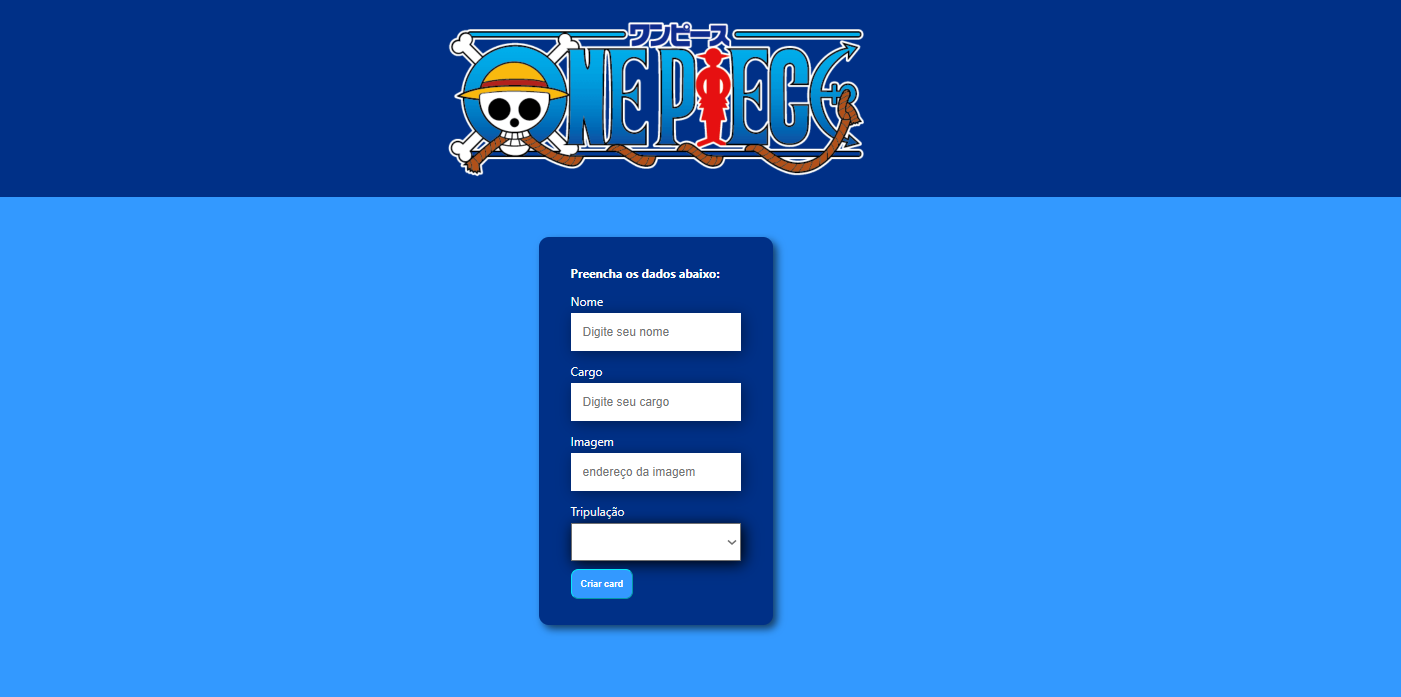 ワンピース
ONE PIECE
Preencha os dados abaixo:
Nome
Digite seu nome
Cargo
Digite seu cargo
Imagem
endereço da imagem
Tripulação
Criar card